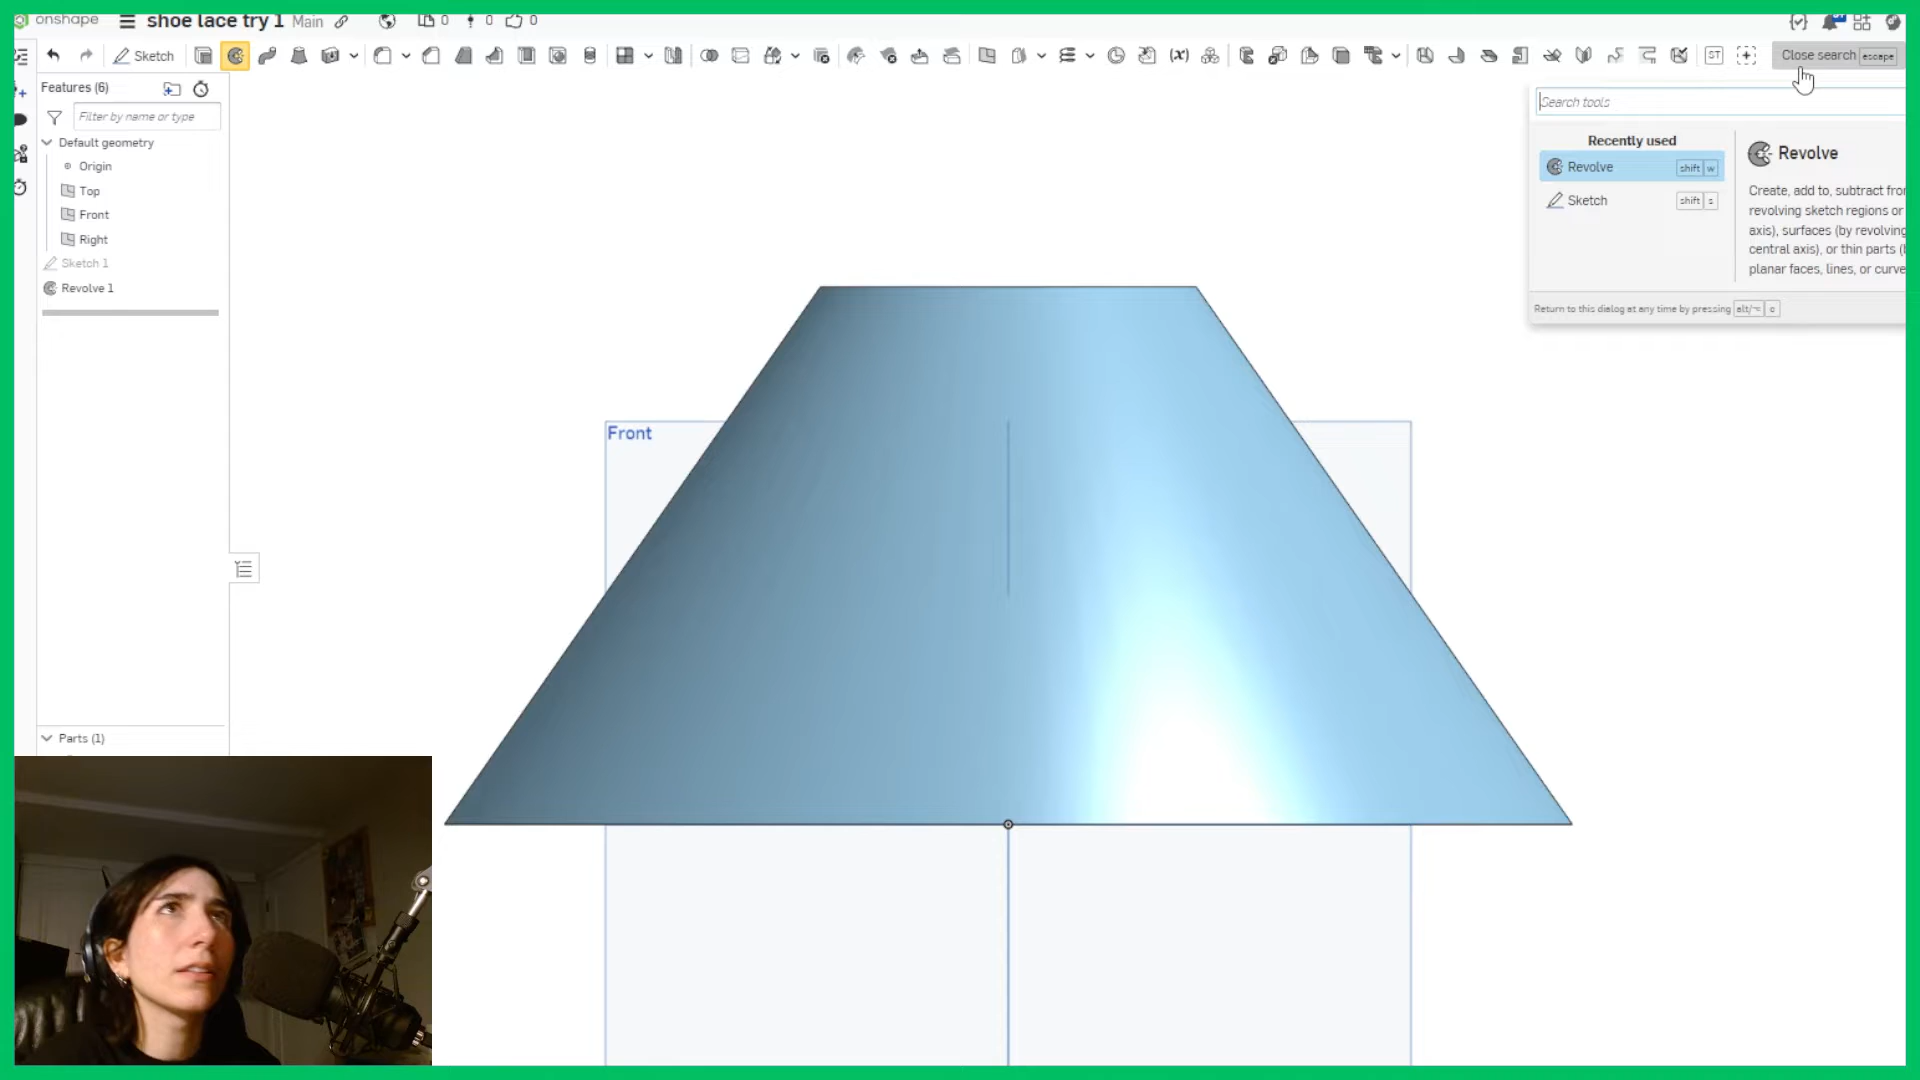 onshape
shoe lace try 1 Main
0 0 0
Sketch
ST
Close search escape
Features (6)
Filter by name or type
Default geometry
Origin
Top
Front
Right
Sketch 1
Revolve 1
Parts (1)
Front
Search tools
Recently used
Revolve shift w
Sketch shift s
Revolve
Create, add to, subtract from
revolving sketch regions or
axis), surfaces (by revolving
central axis), or thin parts (
planar faces, lines, or curve
Return to this dialog at any time by pressing alt/⌥ c